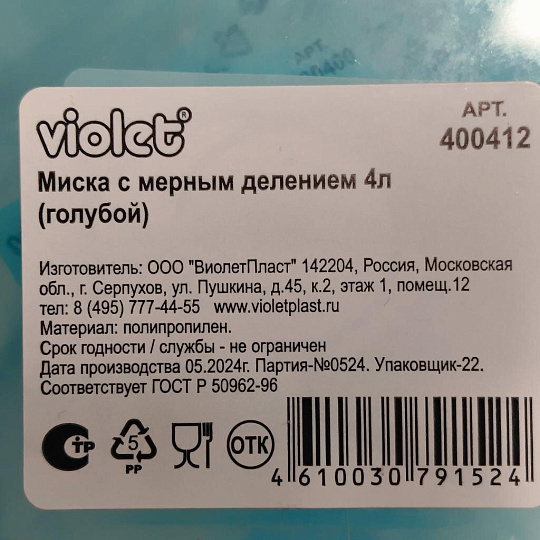 violet®
АРТ.
400412
Миска с мерным делением 4л
(голубой)
Изготовитель: ООО "ВиолетПласт" 142204, Россия, Московская
обл., г. Серпухов, ул. Пушкина, д.45, к.2, этаж 1, помещ.12
тел: 8 (495) 777-44-55 www.violetplast.ru
Материал: полипропилен.
Срок годности / службы - не ограничен
Дата производства 05.2024г. Партия-№0524. Упаковщик-22.
Соответствует ГОСТ Р 50962-96
СТР
5
PP
ОТК
4 610030 791524